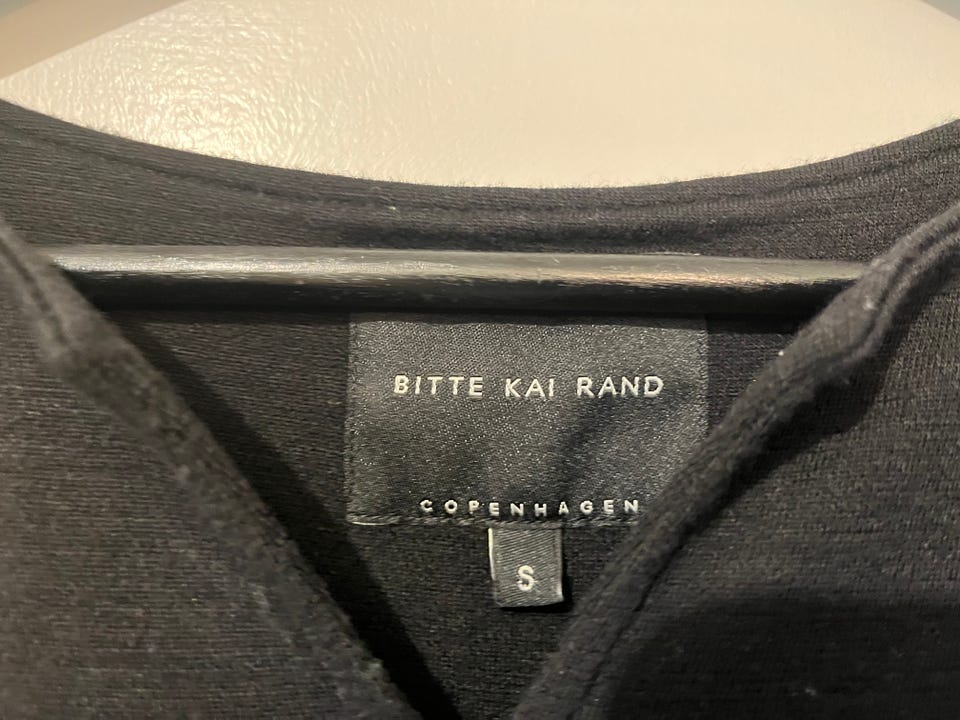 BITTE KAI RAND
COPENHAGEN
S